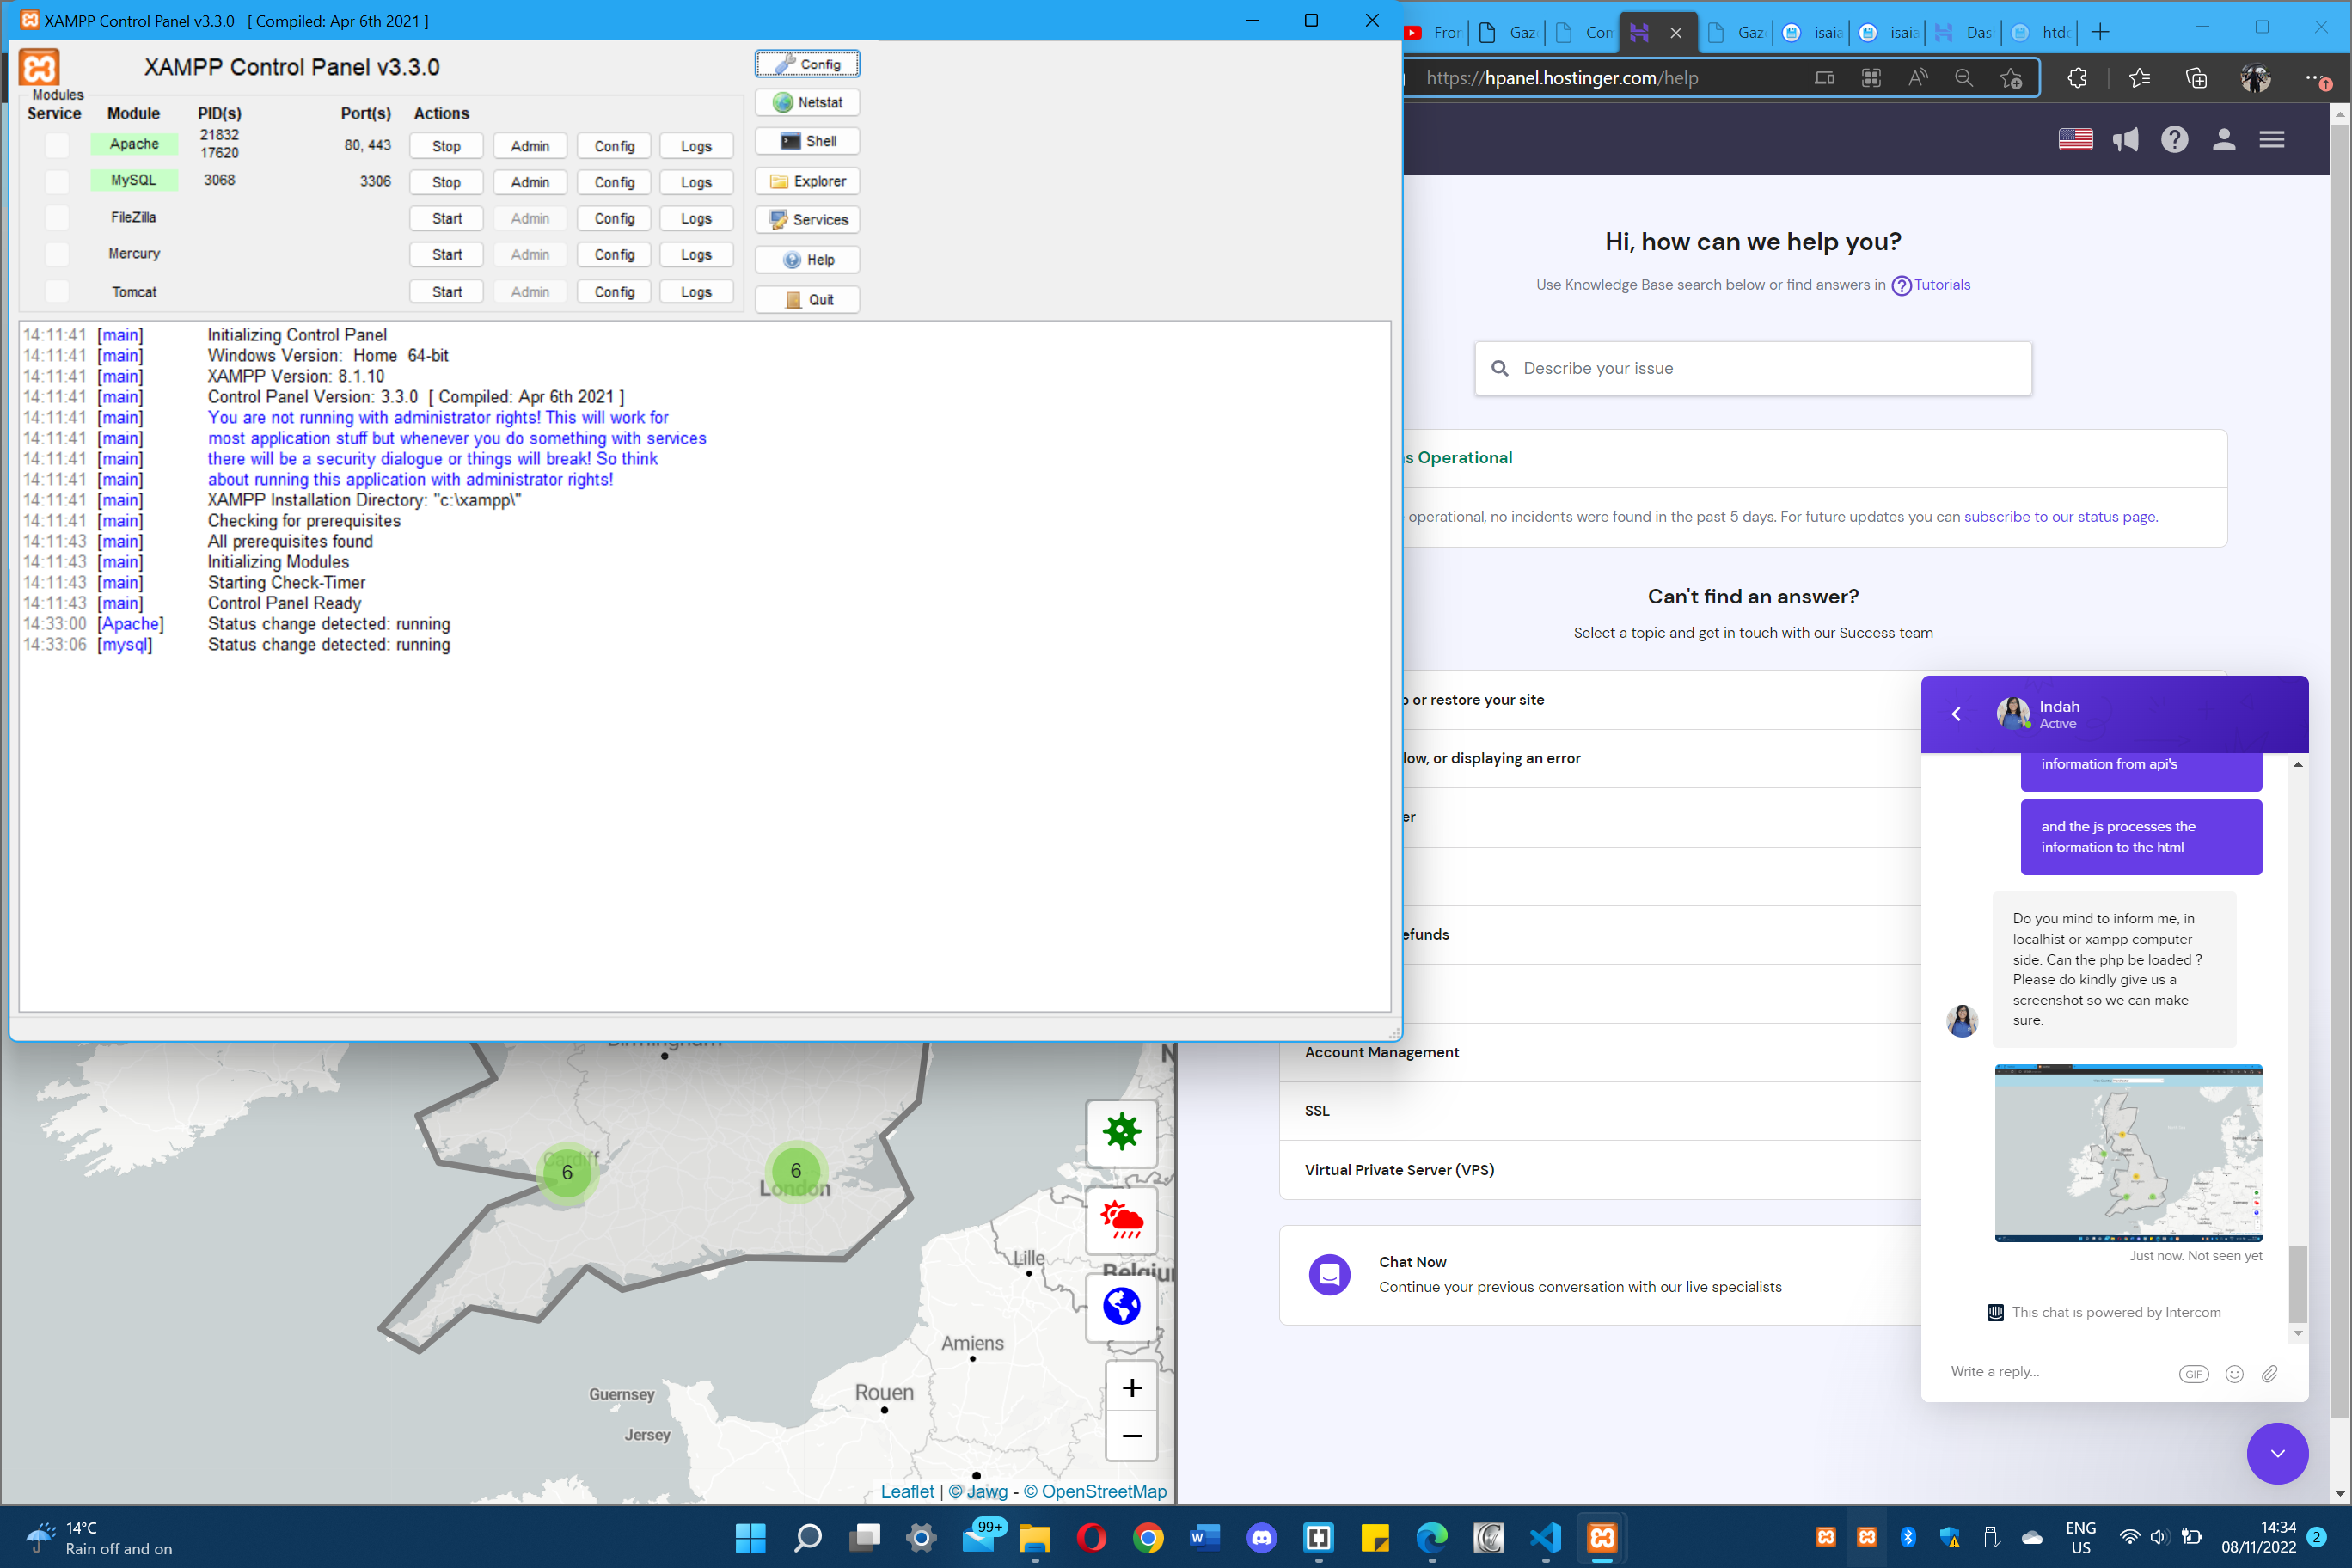 XAMPP Control Panel v3.3.0 [ Compiled: Apr 6th 2021 ]
XAMPP Control Panel v3.3.0
Modules
Service Module PID(s) Port(s) Actions
Apache 21832 17620 80, 443 Stop Admin Config Logs
MySQL 3068 3306 Stop Admin Config Logs
FileZilla Start Admin Config Logs
Mercury Start Admin Config Logs
Tomcat Start Admin Config Logs
Config
Netstat
Shell
Explorer
Services
Help
Quit
14:11:41 [main] Initializing Control Panel
14:11:41 [main] Windows Version: Home 64-bit
14:11:41 [main] XAMPP Version: 8.1.10
14:11:41 [main] Control Panel Version: 3.3.0 [ Compiled: Apr 6th 2021 ]
14:11:41 [main] You are not running with administrator rights! This will work for
14:11:41 [main] most application stuff but whenever you do something with services
14:11:41 [main] there will be a security dialogue or things will break! So think
14:11:41 [main] about running this application with administrator rights!
14:11:41 [main] XAMPP Installation Directory: "c:\xampp\"
14:11:41 [main] Checking for prerequisites
14:11:43 [main] All prerequisites found
14:11:43 [main] Initializing Modules
14:11:43 [main] Starting Check-Timer
14:11:43 [main] Control Panel Ready
14:33:00 [Apache] Status change detected: running
14:33:06 [mysql] Status change detected: running
Birmingham
Cardiff
6
6
London
Lille
Belgiu
Amiens
Rouen
Guernsey
Jersey
+
−
Leaflet | © Jawg - © OpenStreetMap
Fror Gaz Con Gaz isaia isaia Das htdo
https://hpanel.hostinger.com/help
Hi, how can we help you?
Use Knowledge Base search below or find answers in Tutorials
Describe your issue
s Operational
operational, no incidents were found in the past 5 days. For future updates you can subscribe to our status page.
Can't find an answer?
Select a topic and get in touch with our Success team
or restore your site
low, or displaying an error
er
efunds
Account Management
SSL
Virtual Private Server (VPS)
Chat Now
Continue your previous conversation with our live specialists
Indah
Active
information from api's
and the js processes the
information to the html
Do you mind to inform me, in
localhist or xampp computer
side. Can the php be loaded ?
Please do kindly give us a
screenshot so we can make
sure.
Just now. Not seen yet
This chat is powered by Intercom
Write a reply...
GIF
14°C
Rain off and on
99+
ENG
US
14:34
08/11/2022
2